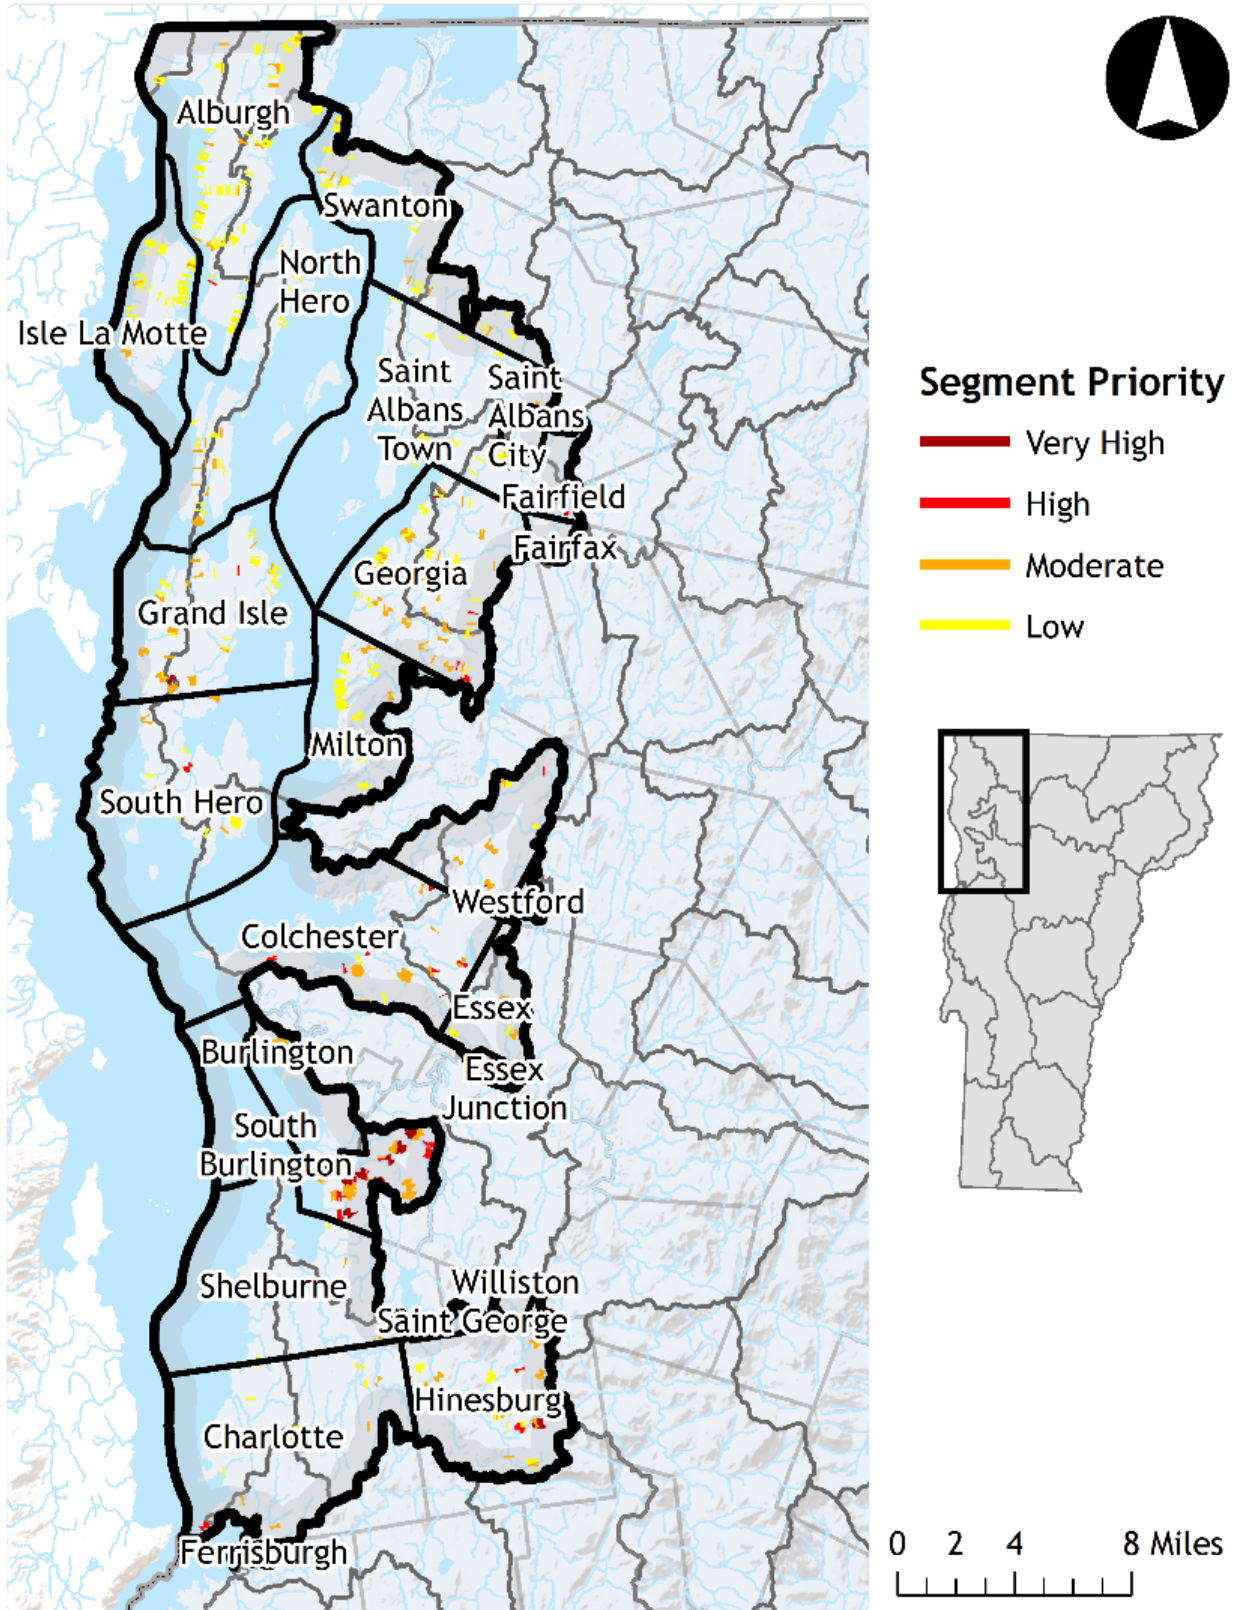 Alburgh
Swanton
North
Hero
Isle La Motte
Saint
Albans
Town
Saint
Albans
City
Fairfield
Fairfax
Georgia
Grand Isle
Milton
South Hero
Westford
Colchester
Essex
Burlington
Essex
Junction
South
Burlington
Shelburne
Williston
Saint George
Hinesburg
Charlotte
Ferrisburgh
Segment Priority
Very High
High
Moderate
Low
0 2 4 8 Miles